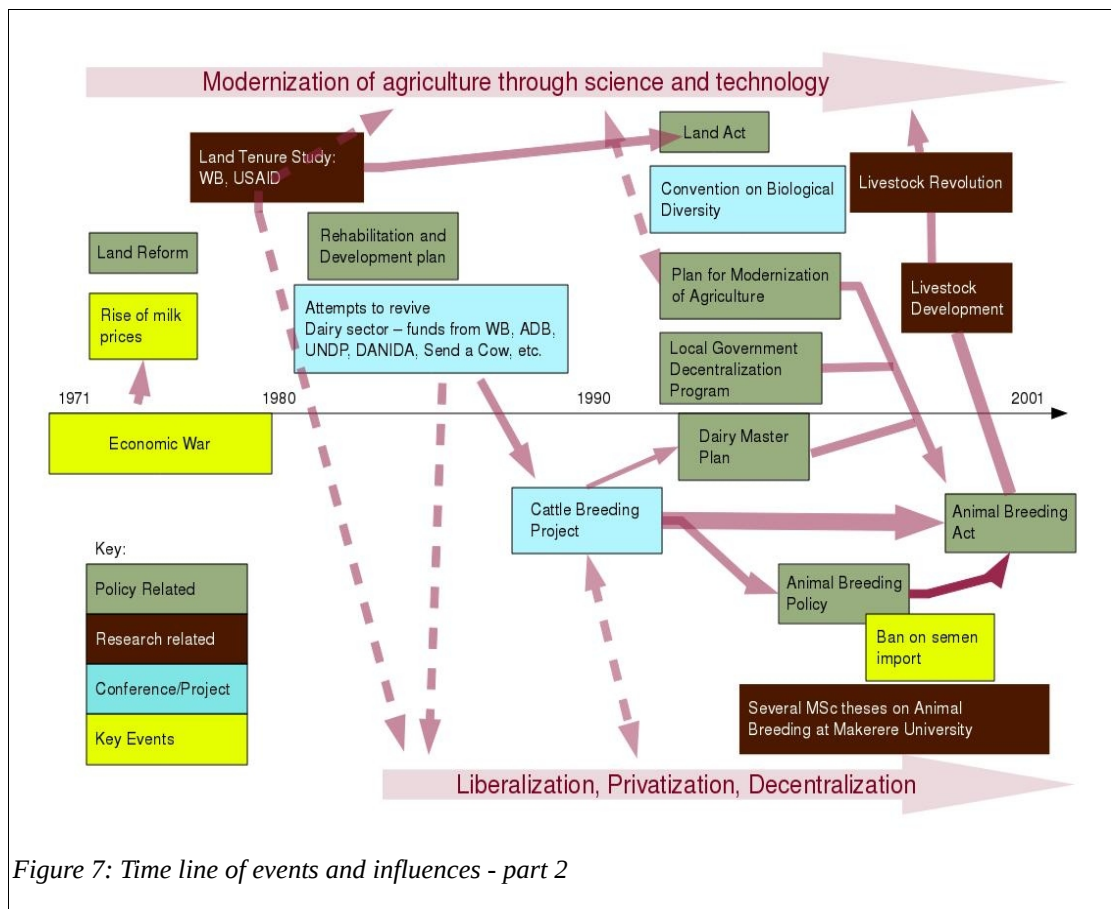 Modernization of agriculture through science and technology
Land Tenure Study:
WB, USAID
Land Act
Convention on Biological
Diversity
Livestock Revolution
Land Reform
Rehabilitation and
Development plan
Plan for Modernization
of Agriculture
Livestock
Development
Rise of milk
prices
Attempts to revive
Dairy sector – funds from WB, ADB,
UNDP, DANIDA, Send a Cow, etc.
Local Government
Decentralization
Program
1971
1980
1990
2001
Economic War
Dairy Master
Plan
Cattle Breeding
Project
Animal Breeding
Act
Key:
Policy Related
Research related
Conference/Project
Key Events
Animal Breeding
Policy
Ban on semen
import
Several MSc theses on Animal
Breeding at Makerere University
Liberalization, Privatization, Decentralization
Figure 7: Time line of events and influences - part 2